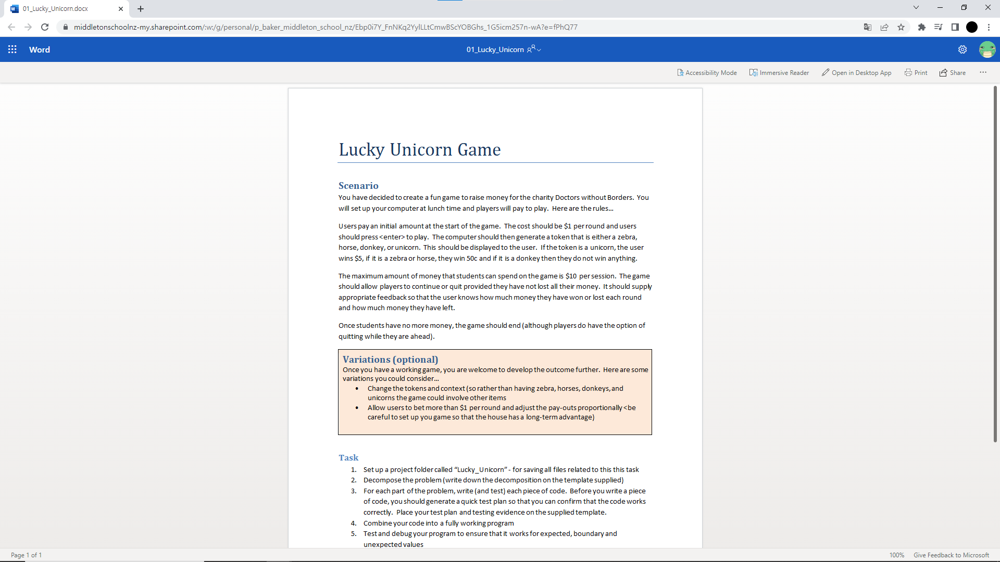 01_Lucky_Unicorn.docx
middletonschoolnz-my.sharepoint.com/:w:/g/personal/p_baker_middleton_school_nz/Ebp0i7Y_FnNKq2YylLLtCmwBScYOBGhs_1G5icm257n-wA?e=fPhQ77
Word
01_Lucky_Unicorn
Accessibility Mode
Immersive Reader
Open in Desktop App
Print
Share
Lucky Unicorn Game
Scenario
You have decided to create a fun game to raise money for the charity Doctors without Borders. You
will set up your computer at lunch time and players will pay to play. Here are the rules...
Users pay an initial amount at the start of the game. The cost should be $1 per round and users
should press <enter> to play. The computer should then generate a token that is either a zebra,
horse, donkey, or unicorn. This should be displayed to the user. If the token is a unicorn, the user
wins $5, if it is a zebra or horse, they win 50c and if it is a donkey then they do not win anything.
The maximum amount of money that students can spend on the game is $10 per session. The game
should allow players to continue or quit provided they have not lost all their money. It should supply
appropriate feedback so that the user knows how much money they have won or lost each round
and how much money they have left.
Once students have no more money, the game should end (although players do have the option of
quitting while they are ahead).
Variations (optional)
Once you have a working game, you are welcome to develop the outcome further. Here are some
variations you could consider...
• Change the tokens and context (so rather than having zebra, horses, donkeys, and
unicorns the game could involve other items
• Allow users to bet more than $1 per round and adjust the pay-outs proportionally <be
careful to set up you game so that the house has a long-term advantage)
Task
1. Set up a project folder called “Lucky_Unicorn” - for saving all files related to this this task
2. Decompose the problem (write down the decomposition on the template supplied)
3. For each part of the problem, write (and test) each piece of code. Before you write a piece
of code, you should generate a quick test plan so that you can confirm that the code works
correctly. Place your test plan and testing evidence on the supplied template.
4. Combine your code into a fully working program
5. Test and debug your program to ensure that it works for expected, boundary and
unexpected values
Page 1 of 1
100%
Give Feedback to Microsoft